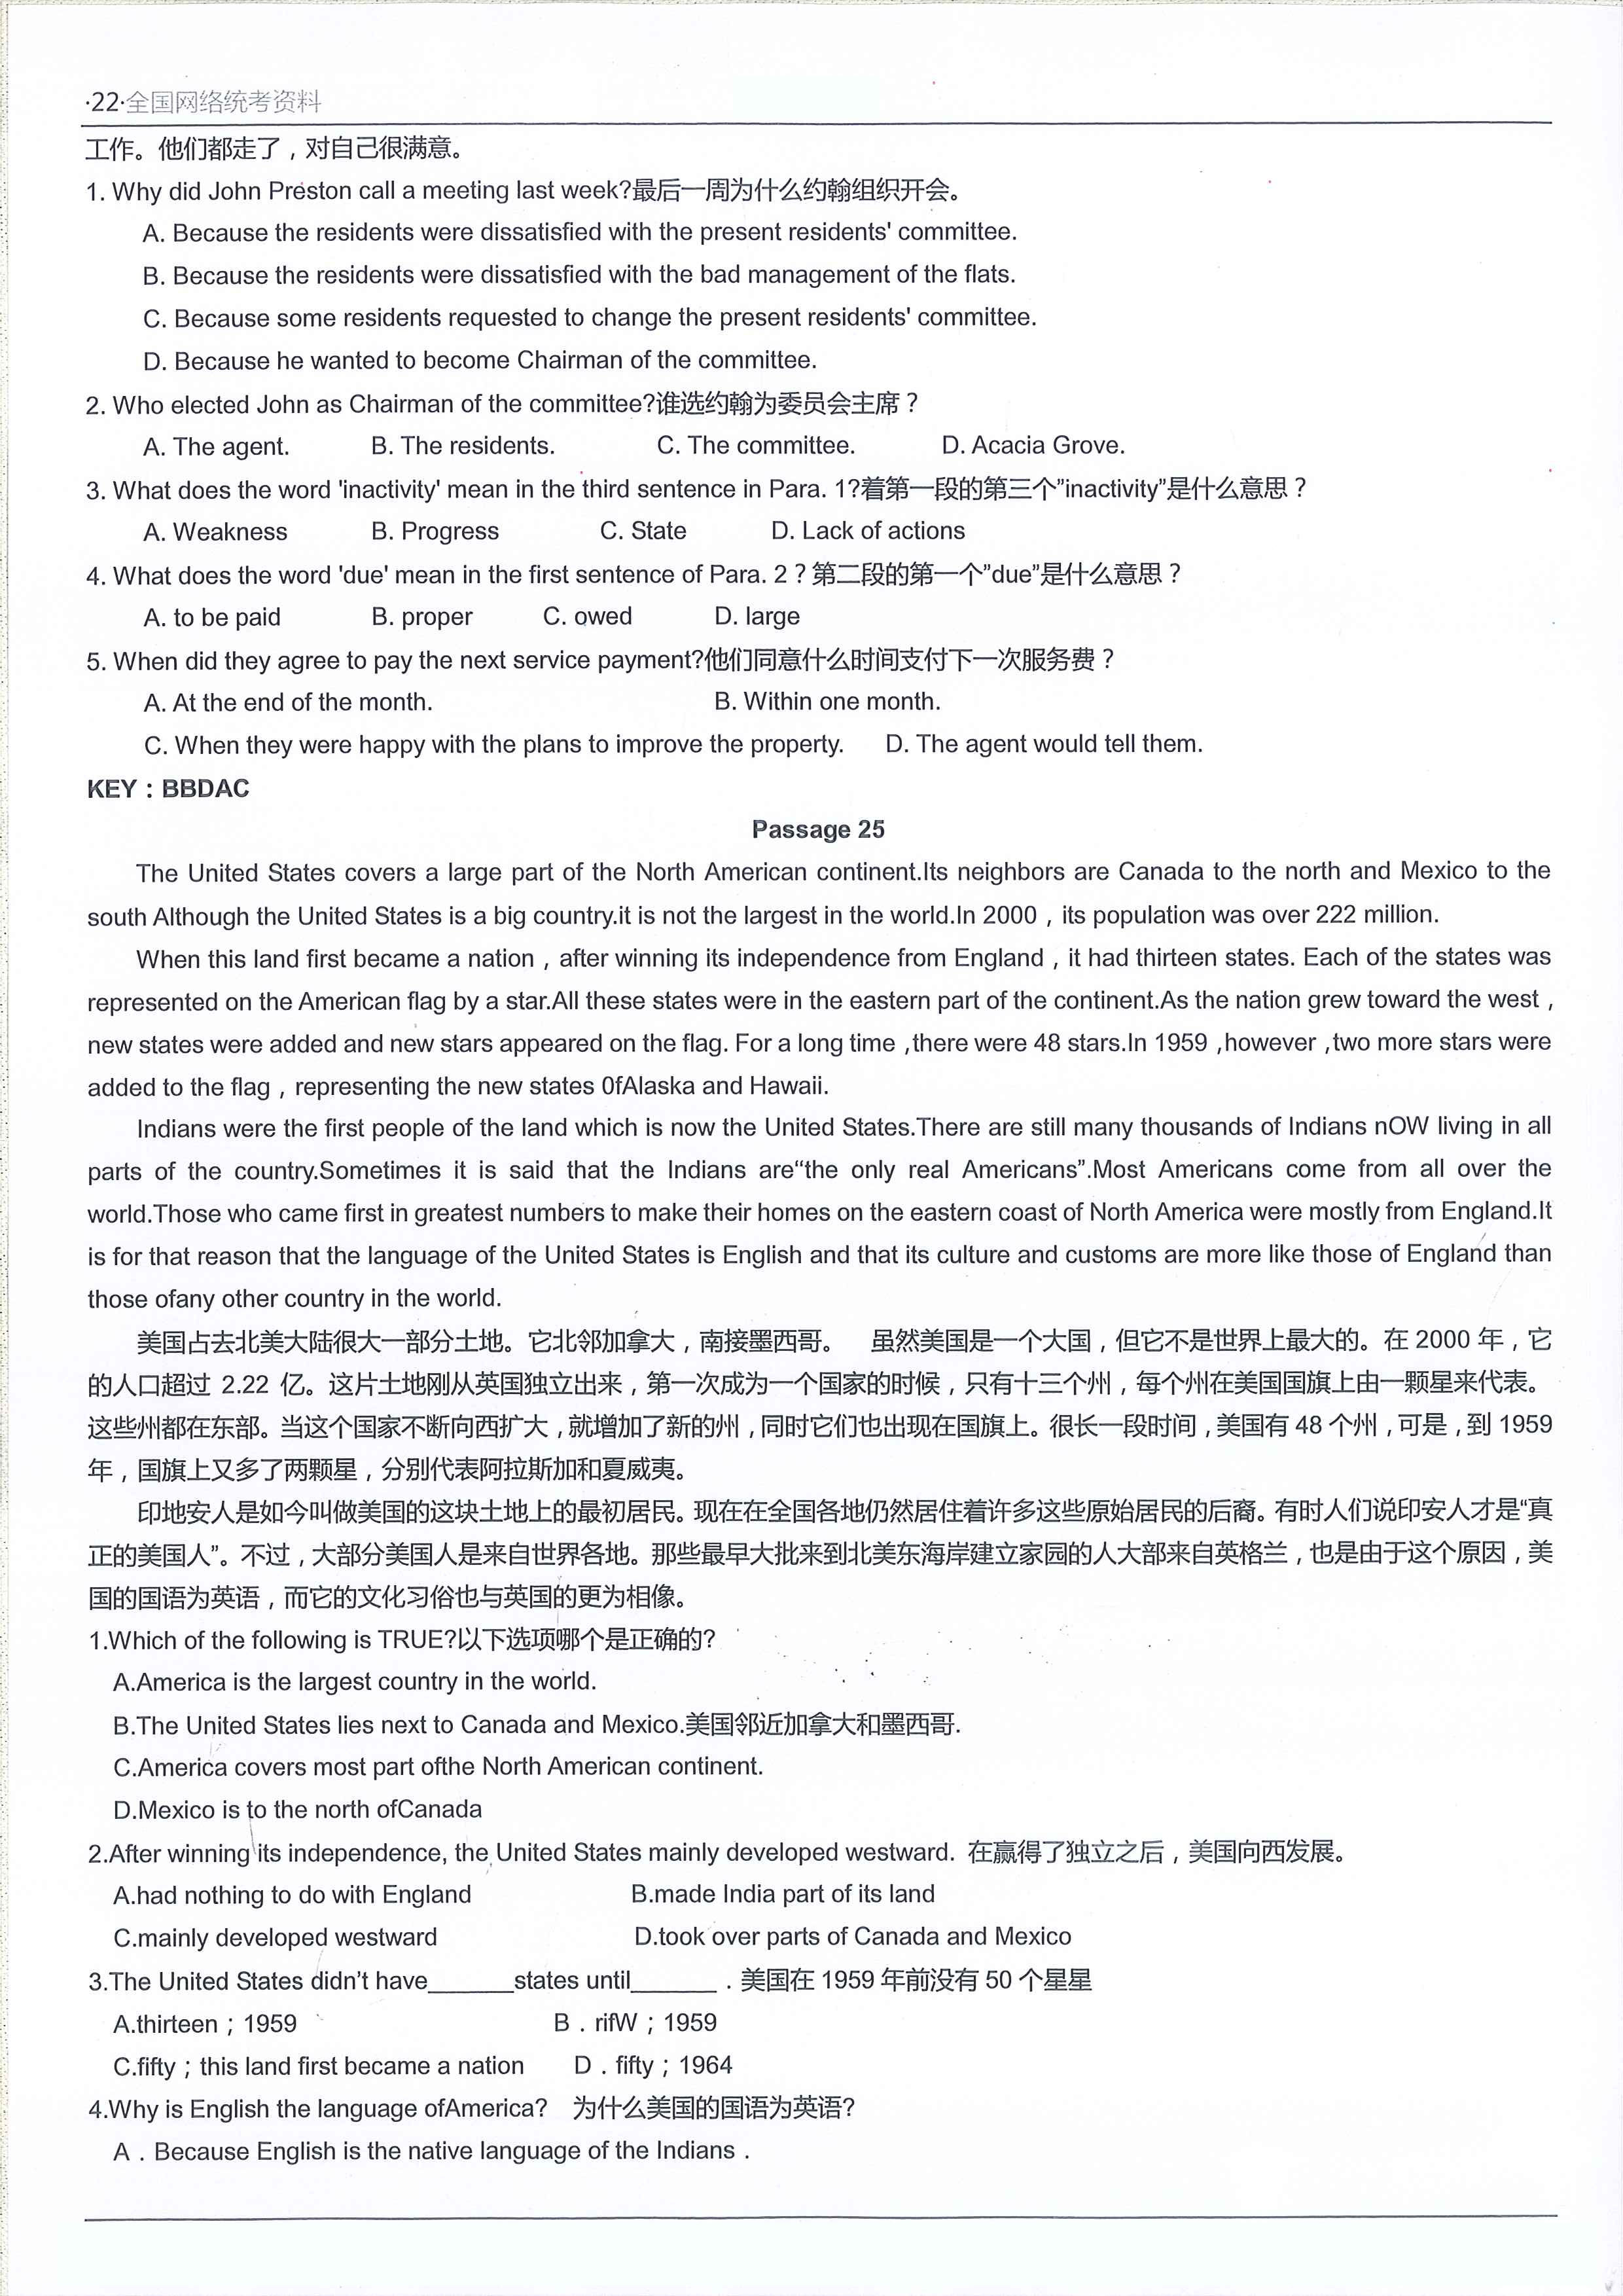 ·22·全国网络统考资料
工作。他们都走了，对自己很满意。
1. Why did John Preston call a meeting last week?最后一周为什么约翰组织开会。
A. Because the residents were dissatisfied with the present residents' committee.
B. Because the residents were dissatisfied with the bad management of the flats.
C. Because some residents requested to change the present residents' committee.
D. Because he wanted to become Chairman of the committee.
2. Who elected John as Chairman of the committee?谁选约翰为委员会主席？
A. The agent. B. The residents. C. The committee. D. Acacia Grove.
3. What does the word 'inactivity' mean in the third sentence in Para. 1?着第一段的第三个”inactivity”是什么意思？
A. Weakness B. Progress C. State D. Lack of actions
4. What does the word 'due' mean in the first sentence of Para. 2？第二段的第一个”due”是什么意思？
A. to be paid B. proper C. owed D. large
5. When did they agree to pay the next service payment?他们同意什么时间支付下一次服务费？
A. At the end of the month. B. Within one month.
C. When they were happy with the plans to improve the property. D. The agent would tell them.
KEY：BBDAC
Passage 25
The United States covers a large part of the North American continent.Its neighbors are Canada to the north and Mexico to the
south Although the United States is a big country.it is not the largest in the world.In 2000，its population was over 222 million.
When this land first became a nation，after winning its independence from England，it had thirteen states. Each of the states was
represented on the American flag by a star.All these states were in the eastern part of the continent.As the nation grew toward the west，
new states were added and new stars appeared on the flag. For a long time ,there were 48 stars.In 1959 ,however ,two more stars were
added to the flag，representing the new states 0fAlaska and Hawaii.
Indians were the first people of the land which is now the United States.There are still many thousands of Indians nOW living in all
parts of the country.Sometimes it is said that the Indians are“the only real Americans”.Most Americans come from all over the
world.Those who came first in greatest numbers to make their homes on the eastern coast of North America were mostly from England.It
is for that reason that the language of the United States is English and that its culture and customs are more like those of England than
those ofany other country in the world.
美国占去北美大陆很大一部分土地。它北邻加拿大，南接墨西哥。 虽然美国是一个大国，但它不是世界上最大的。在 2000 年，它
的人口超过 2.22 亿。这片土地刚从英国独立出来，第一次成为一个国家的时候，只有十三个州，每个州在美国国旗上由一颗星来代表。
这些州都在东部。当这个国家不断向西扩大，就增加了新的州，同时它们也出现在国旗上。很长一段时间，美国有 48 个州，可是，到 1959
年，国旗上又多了两颗星，分别代表阿拉斯加和夏威夷。
印地安人是如今叫做美国的这块土地上的最初居民。现在在全国各地仍然居住着许多这些原始居民的后裔。有时人们说印安人才是“真
正的美国人”。不过，大部分美国人是来自世界各地。那些最早大批来到北美东海岸建立家园的人大部来自英格兰，也是由于这个原因，美
国的国语为英语，而它的文化习俗也与英国的更为相像。
1.Which of the following is TRUE?以下选项哪个是正确的?
A.America is the largest country in the world.
B.The United States lies next to Canada and Mexico.美国邻近加拿大和墨西哥.
C.America covers most part ofthe North American continent.
D.Mexico is to the north ofCanada
2.After winning its independence, the United States mainly developed westward. 在赢得了独立之后，美国向西发展。
A.had nothing to do with England B.made India part of its land
C.mainly developed westward D.took over parts of Canada and Mexico
3.The United States didn’t have______states until______．美国在 1959 年前没有 50 个星星
A.thirteen；1959 B．rifW；1959
C.fifty；this land first became a nation D．fifty；1964
4.Why is English the language ofAmerica? 为什么美国的国语为英语?
A．Because English is the native language of the Indians．